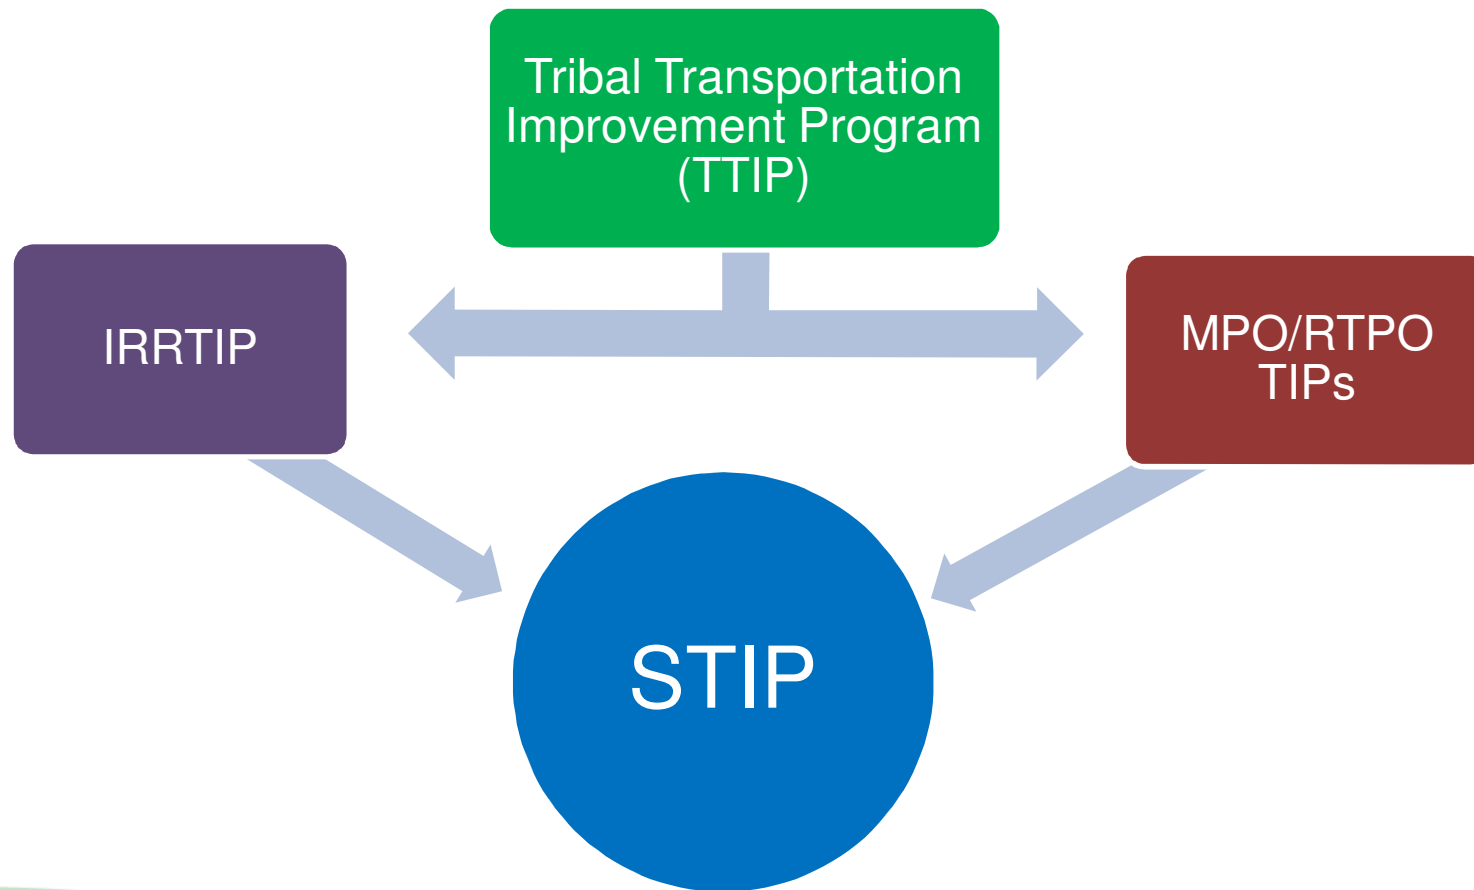 Tribal Transportation
Improvement Program
(TTIP)
IRRTIP
MPO/RTPO
TIPs
STIP